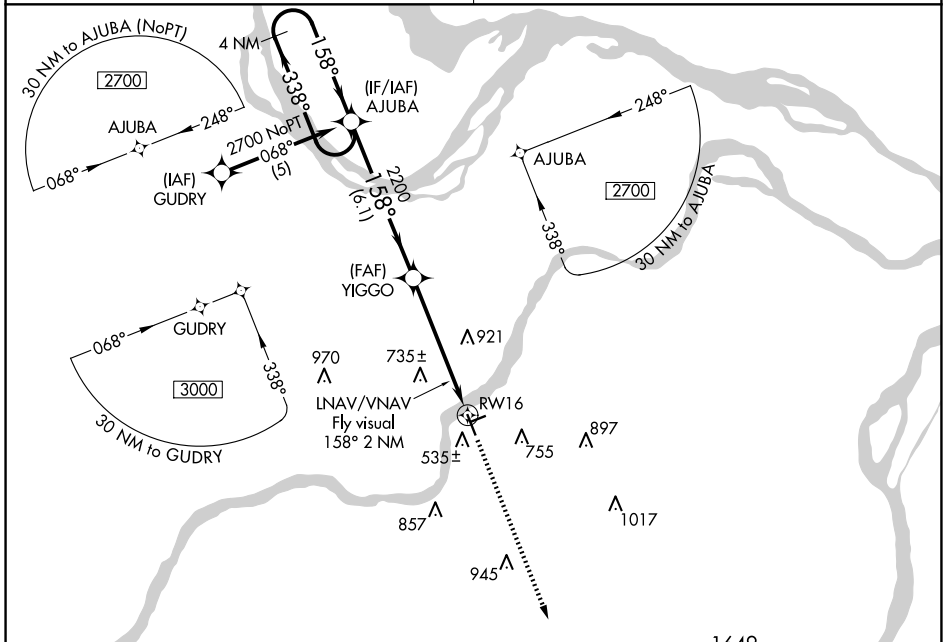 30 NM to AJUBA (NoPT)
2700
AJUBA
248°
068°
4 NM
158°
338°
(IF/IAF)
AJUBA
2700 NoPT
068°
(5)
(IAF)
GUDRY
2200
158°
(6.1)
248°
AJUBA
2700
338°
30 NM to AJUBA
(FAF)
YIGGO
GUDRY
068°
338°
3000
30 NM to GUDRY
921
970
735±
LNAV/VNAV
Fly visual
158° 2 NM
RW16
535±
755
897
857
1017
945